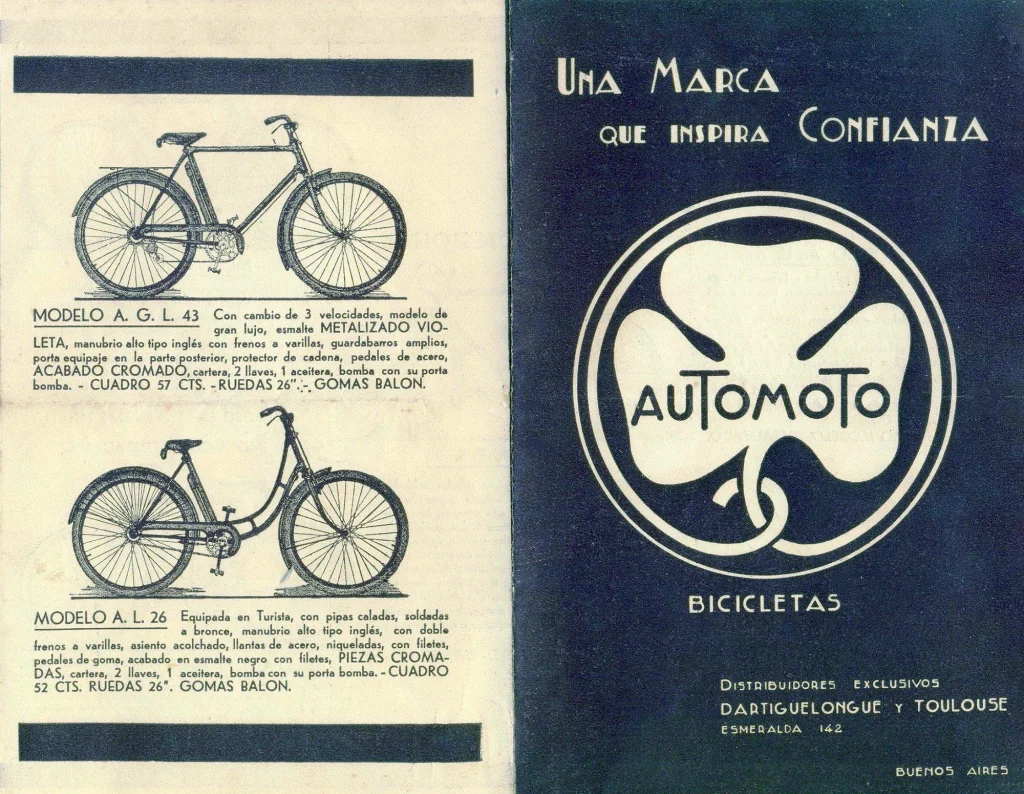 MODELO A. G. L. 43 Con cambio de 3 velocidades, modelo de
gran lujo, esmalte METALIZADO VIO-
LETA, manubrio alto tipo inglés con frenos a varillas, guardabarros amplios,
porta equipaje en la parte posterior, protector de cadena, pedales de acero,
ACABADO CROMADO, cartera, 2 llaves, 1 aceitera, bomba con su porta
bomba. - CUADRO 57 CTS. - RUEDAS 26". - GOMAS BALON.
MODELO A. L. 26 Equipada en Turista, con pipas caladas, soldadas
a bronce, manubrio alto tipo inglés, con doble
frenos a varillas, asiento acolchado, llantas de acero, niqueladas, con filetes,
pedales de goma, acabado en esmalte negro con filetes, PIEZAS CROMA-
DAS, cartera, 2 llaves, 1 aceitera, bomba con su porta bomba. - CUADRO
52 CTS. RUEDAS 26". GOMAS BALON.
UNA MARCA
QUE INSPIRA CONFIANZA
AUTOMOTO
BICICLETAS
DISTRIBUIDORES EXCLUSIVOS
DARTIGUELONGUE Y TOULOUSE
ESMERALDA 142
BUENOS AIRES